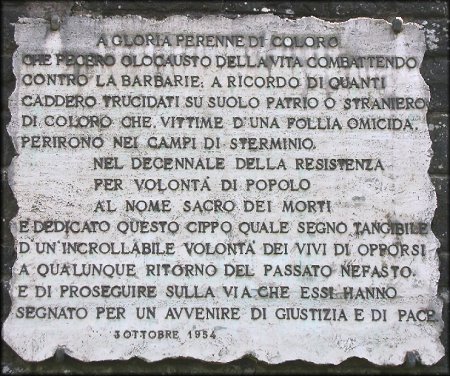 A GLORIA PERENNE DI COLORO
CHE FECERO OLOCAUSTO DELLA VITA COMBATTENDO
CONTRO LA BARBARIE; A RICORDO DI QUANTI
CADDERO TRUCIDATI SU SUOLO PATRIO O STRANIERO
DI COLORO CHE, VITTIME D'UNA FOLLIA OMICIDA,
PERIRONO NEI CAMPI DI STERMINIO.
NEL DECENNALE DELLA RESISTENZA
PER VOLONTÁ DI POPOLO
AL NOME SACRO DEI MORTI
E DEDICATO QUESTO CIPPO QUALE SEGNO TANGIBILE
D'UN'INCROLLABILE VOLONTÁ DEI VIVI DI OPPORSI
A QUALUNQUE RITORNO DEL PASSATO NEFASTO.
E DI PROSEGUIRE SULLA VIA CHE ESSI HANNO
SEGNATO PER UN AVVENIRE DI GIUSTIZIA E DI PACE
3 OTTOBRE 1954